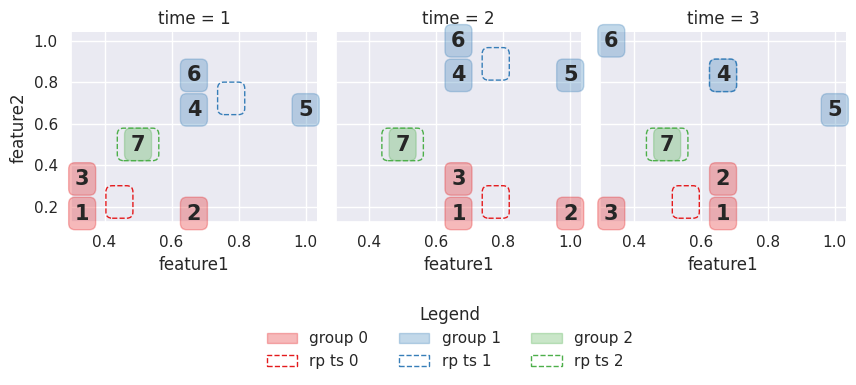 time = 1 time = 2 time = 3
1.0 6 6
0.8 6 4 5 4
feature2
0.6 4 5 5
7 7 7
0.4
3 3 2
0.2 1 2 1 2 3 1
0.4 0.6 0.8 1.0 0.4 0.6 0.8 1.0 0.4 0.6 0.8 1.0
feature1 feature1 feature1
Legend
group 0 group 1 group 2
rp ts 0 rp ts 1 rp ts 2